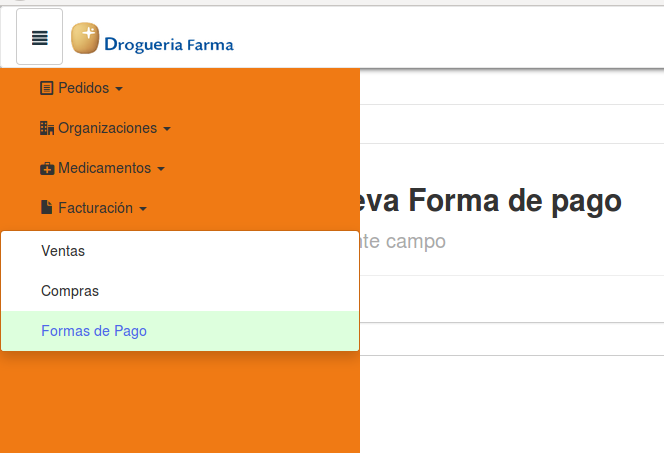 Drogueria Farma
Pedidos
Organizaciones
Medicamentos
Facturación
eva Forma de pago
nte campo
Ventas
Compras
Formas de Pago